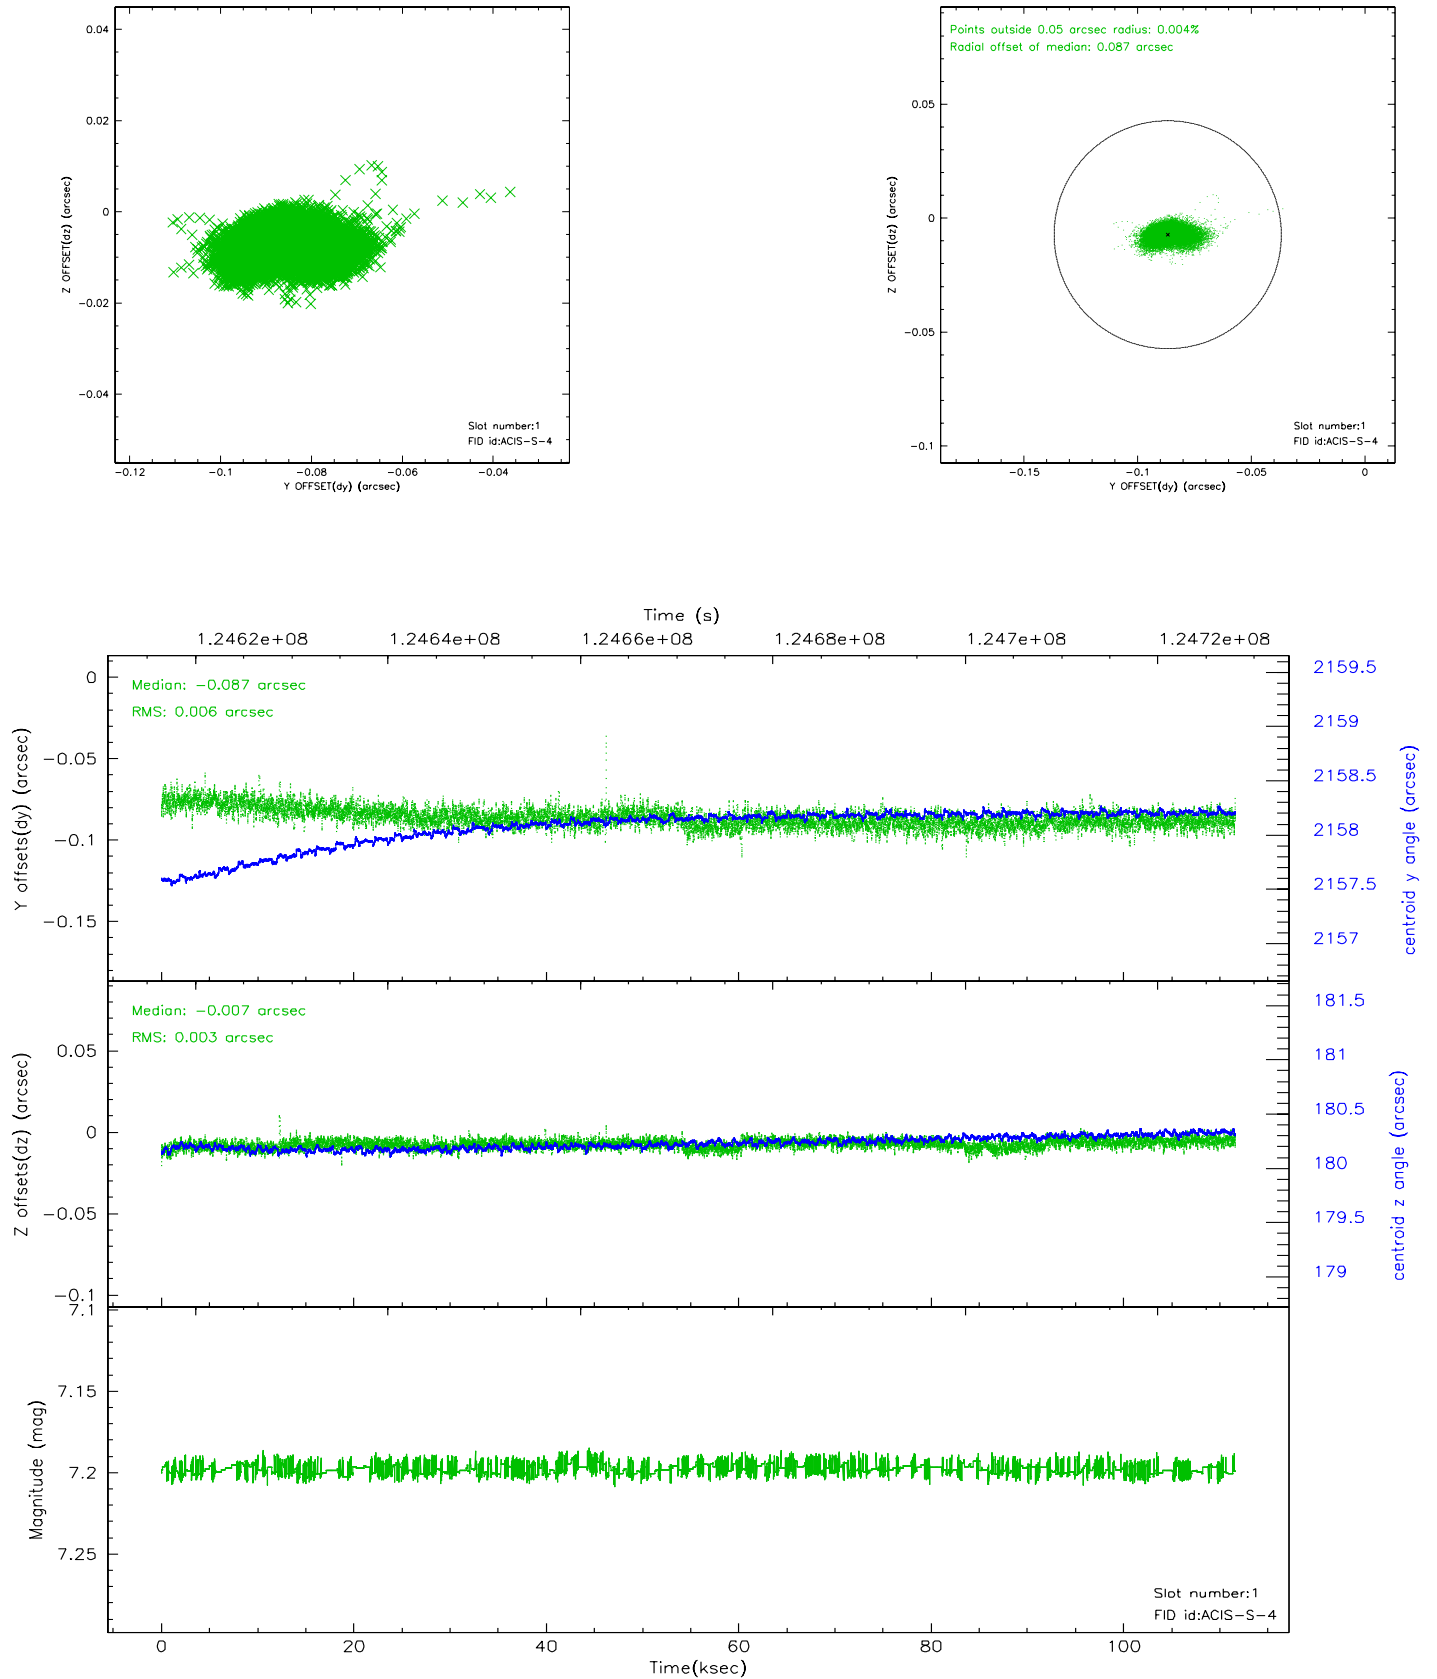 0.04
0.02
0
-0.02
-0.04
Z OFFSET(dz) (arcsec)
Slot number:1
FID id:ACIS-S-4
-0.12 -0.1 -0.08 -0.06 -0.04
Y OFFSET(dy) (arcsec)
Points outside 0.05 arcsec radius: 0.004%
Radial offset of median: 0.087 arcsec
0.05
0
-0.05
-0.1
Z OFFSET(dz) (arcsec)
Slot number:1
FID id:ACIS-S-4
-0.15 -0.1 -0.05 0
Y OFFSET(dy) (arcsec)
Time (s)
1.2462e+08 1.2464e+08 1.2466e+08 1.2468e+08 1.247e+08 1.2472e+08
Median: -0.087 arcsec
RMS: 0.006 arcsec
0
-0.05
-0.1
-0.15
Y offsets(dy) (arcsec)
2159.5
2159
2158.5
2158
2157.5
2157
centroid y angle (arcsec)
Median: -0.007 arcsec
RMS: 0.003 arcsec
0.05
0
-0.05
-0.1
Z offsets(dz) (arcsec)
181.5
181
180.5
180
179.5
179
centroid z angle (arcsec)
7.1
7.15
7.2
7.25
Magnitude (mag)
Slot number:1
FID id:ACIS-S-4
0 20 40 60 80 100
Time(ksec)